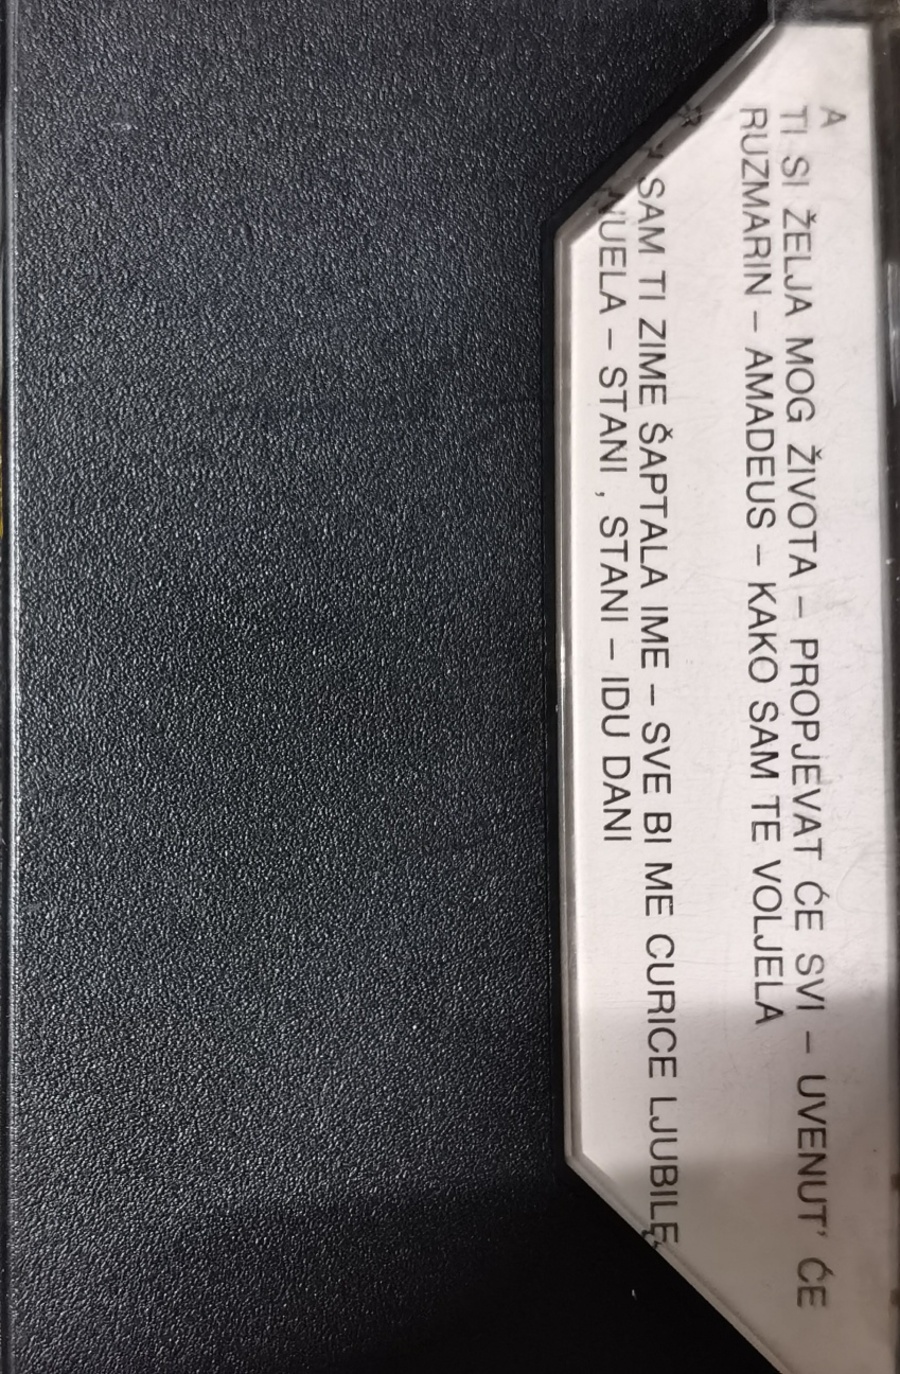 A
TI SI ŽELJA MOG ŽIVOTA – PROPJEVAT ĆE SVI – UVENUT' ĆE
RUZMARIN – AMADEUS – KAKO SAM TE VOLJELA
SAM TI ZIME ŠAPTALA IME – SVE BI ME CURICE LJUBILE
– STANI , STANI – IDU DANI